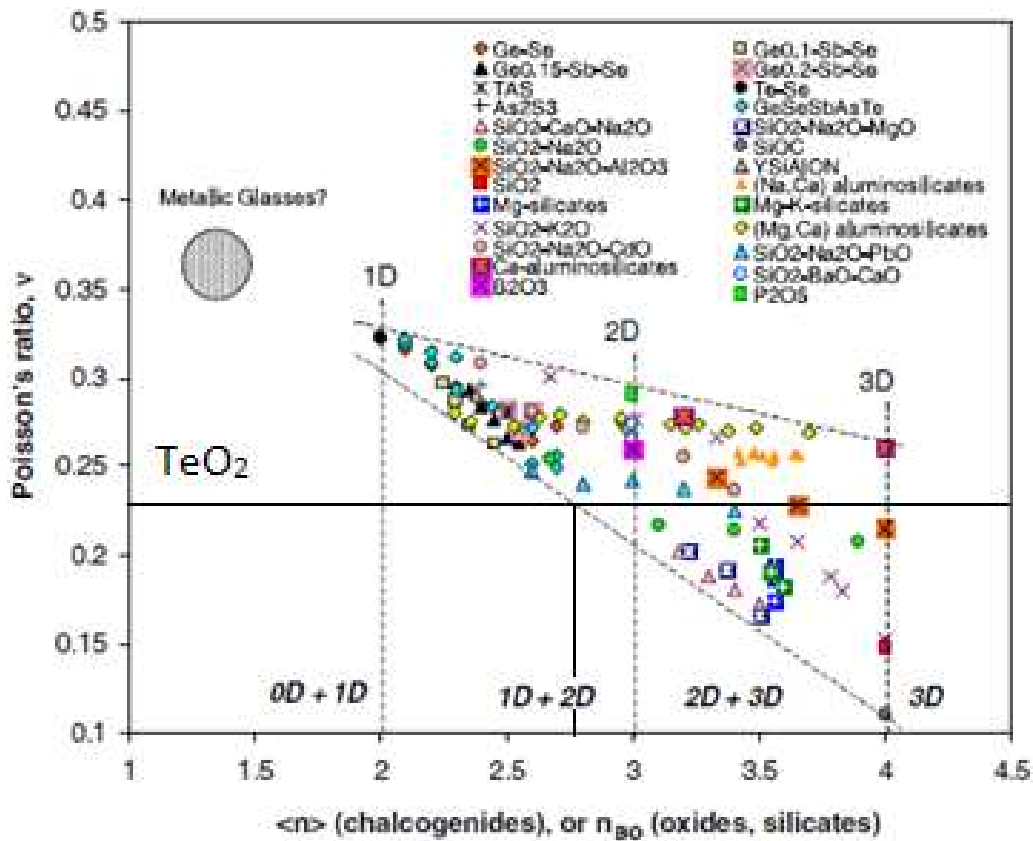 0.5
0.45
0.4
0.35
0.3
0.25
0.2
0.15
0.1
Poisson's ratio, ν
Ge-Se
Ge0.15-Sb-Se
TAS
As2S3
SiO2-CaO-Na2O
SiO2-Na2O
SiO2-Na2O-Al2O3
SiO2
Mg-silicates
SiO2-K2O
SiO2-Na2O-CdO
Ca-aluminosilicates
B2O3
Ge0.1-Sb-Se
Ge0.2-Sb-Se
Te-Se
GeSeSbAsTe
SiO2-Na2O-MgO
SiOC
YSiAlON
(Na,Ca) aluminosilicates
Mg-K-silicates
(Mg,Ca) aluminosilicates
SiO2-Na2O-PbO
SiO2-BaO-CaO
P2O5
Metallic Glasses?
1D
2D
3D
TeO2
0D + 1D
1D + 2D
2D + 3D
3D
1 1.5 2 2.5 3 3.5 4 4.5
<n> (chalcogenides), or nBO (oxides, silicates)